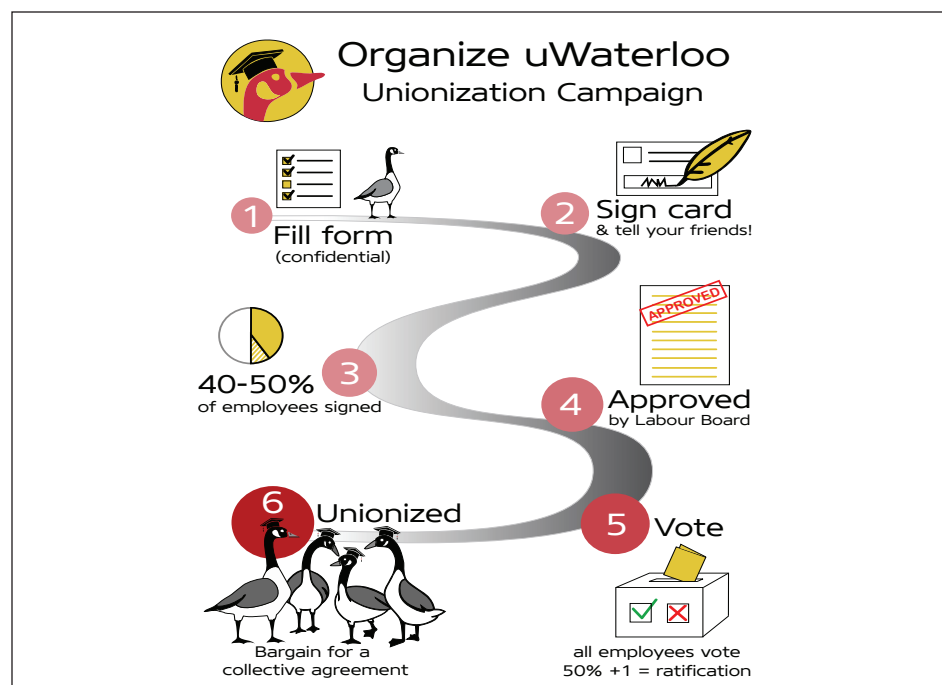 Organize uWaterloo
Unionization Campaign
1
Fill form
(confidential)
2
Sign card
& tell your friends!
3
40-50%
of employees signed
APPROVED
4
Approved
by Labour Board
5
Vote
all employees vote
50% +1 = ratification
6
Unionized
Bargain for a
collective agreement